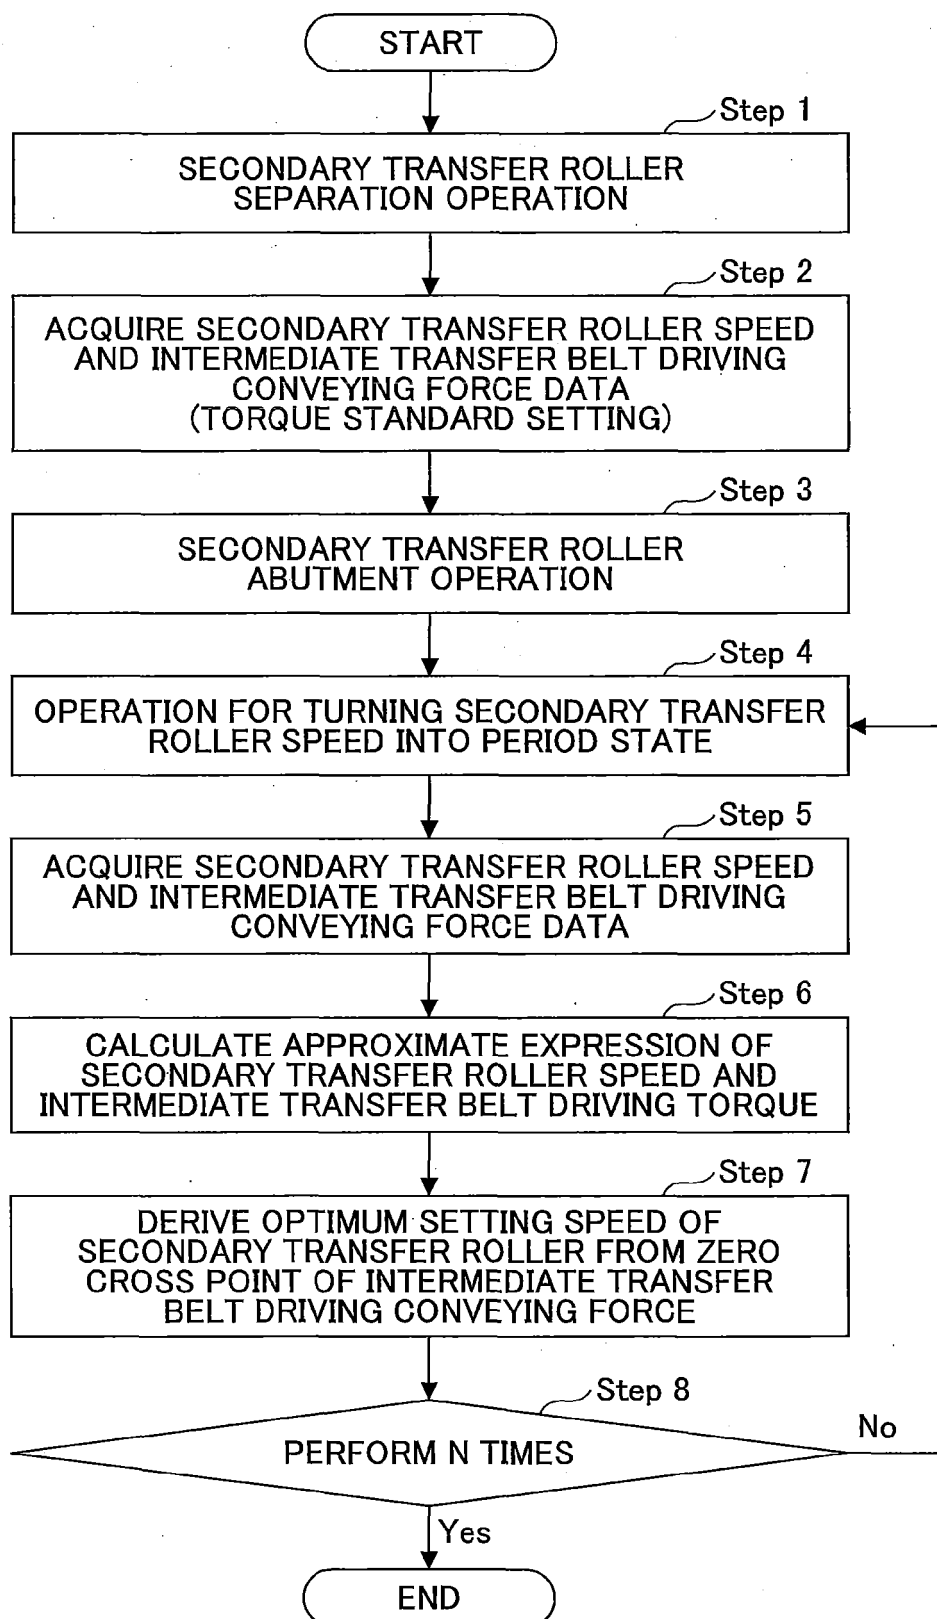 START
Step 1
SECONDARY TRANSFER ROLLER
SEPARATION OPERATION
Step 2
ACQUIRE SECONDARY TRANSFER ROLLER SPEED
AND INTERMEDIATE TRANSFER BELT DRIVING
CONVEYING FORCE DATA
(TORQUE STANDARD SETTING)
Step 3
SECONDARY TRANSFER ROLLER
ABUTMENT OPERATION
Step 4
OPERATION FOR TURNING SECONDARY TRANSFER
ROLLER SPEED INTO PERIOD STATE
Step 5
ACQUIRE SECONDARY TRANSFER ROLLER SPEED
AND INTERMEDIATE TRANSFER BELT DRIVING
CONVEYING FORCE DATA
Step 6
CALCULATE APPROXIMATE EXPRESSION OF
SECONDARY TRANSFER ROLLER SPEED AND
INTERMEDIATE TRANSFER BELT DRIVING TORQUE
Step 7
DERIVE OPTIMUM SETTING SPEED OF
SECONDARY TRANSFER ROLLER FROM ZERO
CROSS POINT OF INTERMEDIATE TRANSFER
BELT DRIVING CONVEYING FORCE
Step 8
PERFORM N TIMES
No
Yes
END